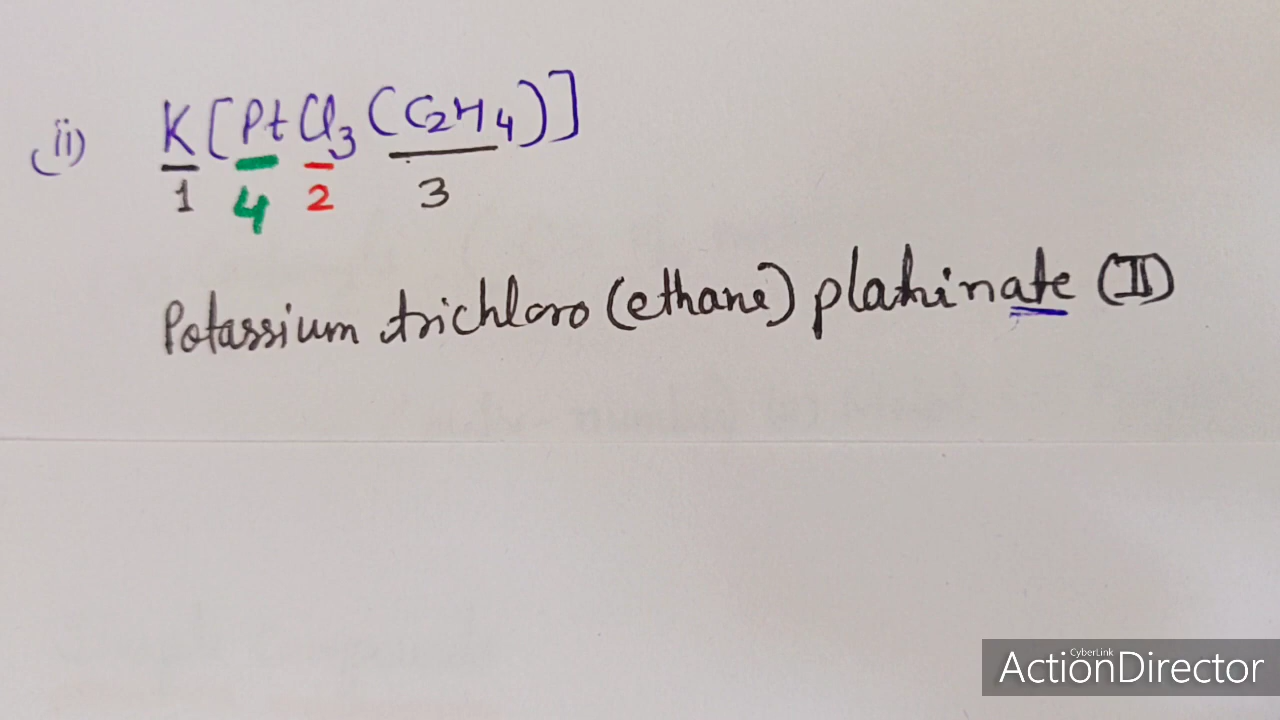 (ii) K[PtCl3(C2H4)]
1 4 2 3
Potassium trichloro (ethane) platinate (II)
CyberLink
ActionDirector